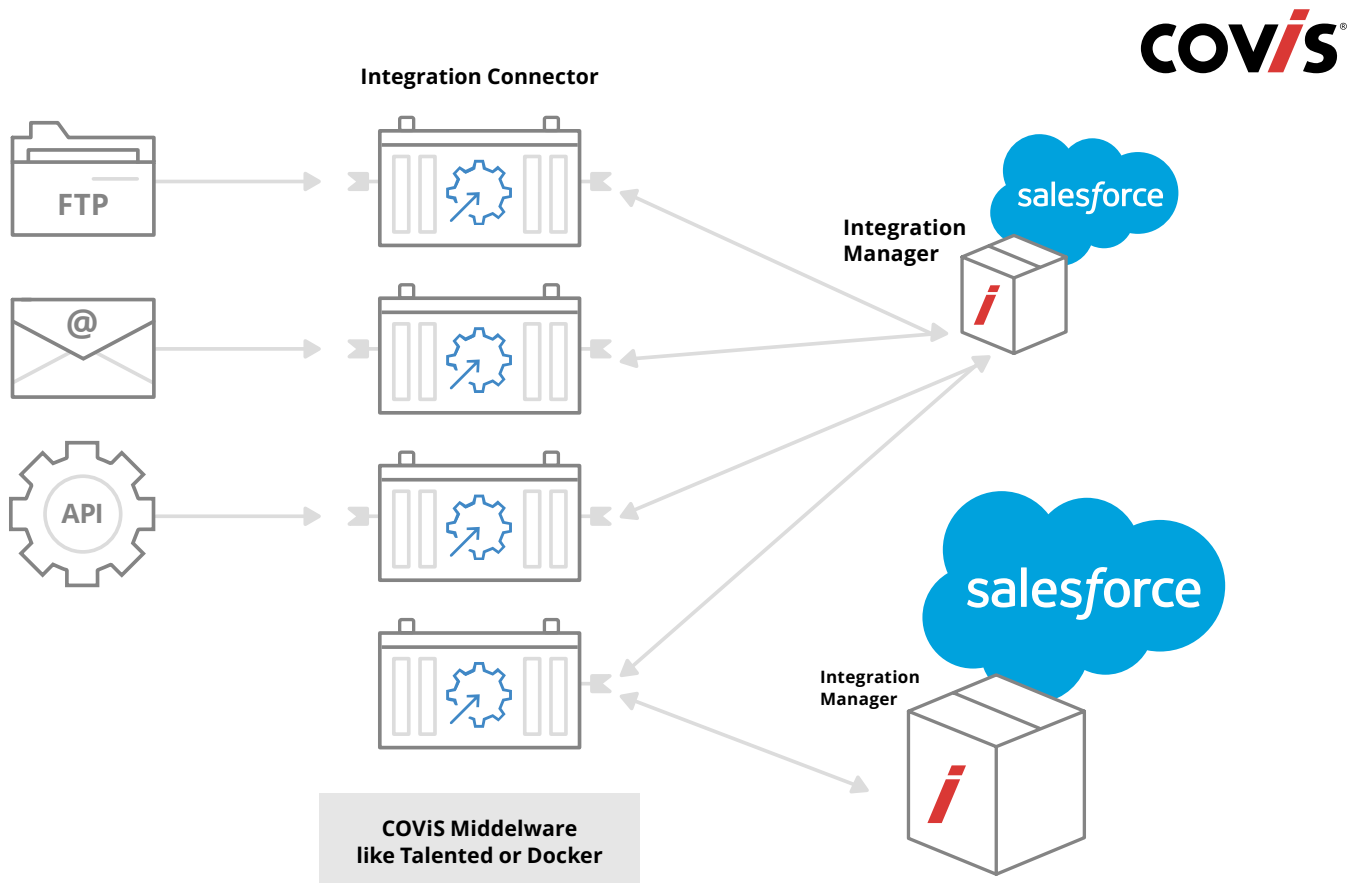 COViS®
Integration Connector
FTP
salesforce
Integration
Manager
i
@
API
salesforce
Integration
Manager
i
COViS Middelware
like Talented or Docker